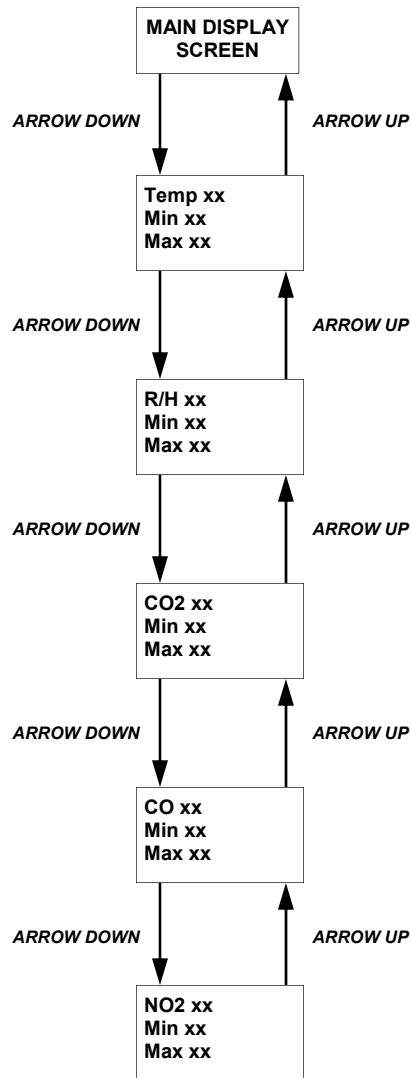 MAIN DISPLAY
SCREEN
ARROW DOWN
ARROW UP
Temp xx
Min xx
Max xx
ARROW DOWN
ARROW UP
R/H xx
Min xx
Max xx
ARROW DOWN
ARROW UP
CO2 xx
Min xx
Max xx
ARROW DOWN
ARROW UP
CO xx
Min xx
Max xx
ARROW DOWN
ARROW UP
NO2 xx
Min xx
Max xx